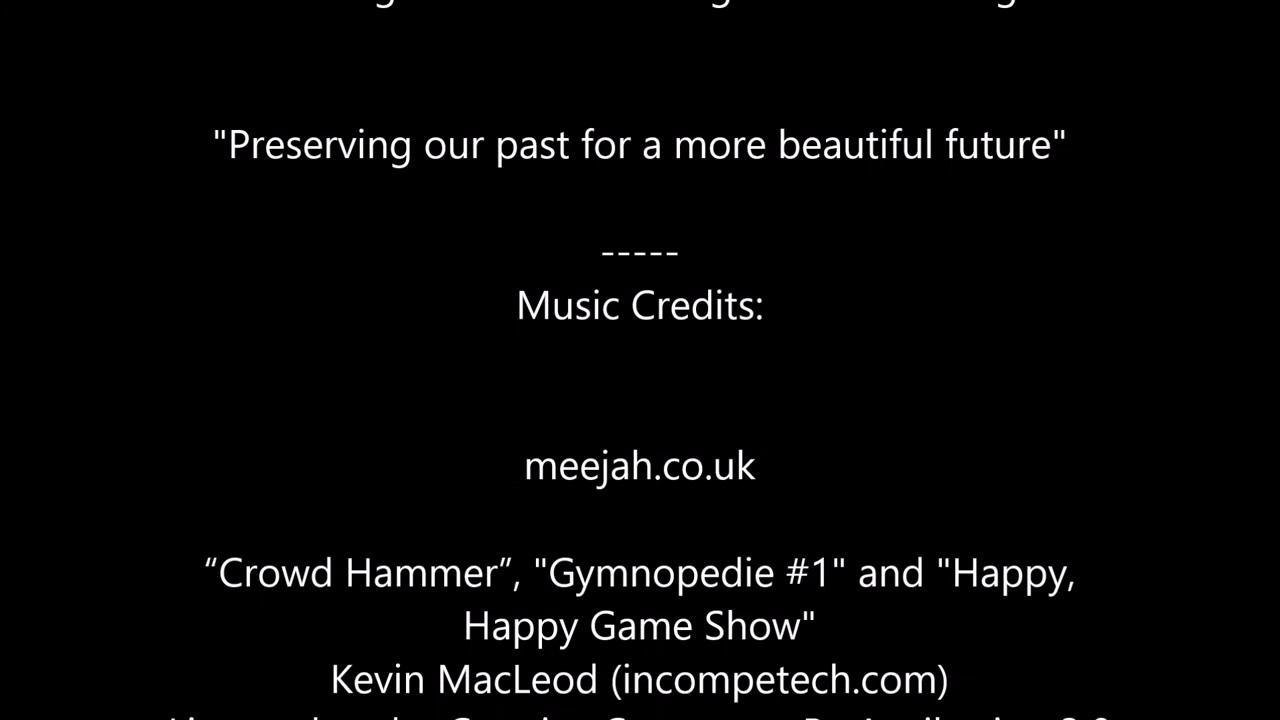 "Preserving our past for a more beautiful future"
-----
Music Credits:
meejah.co.uk
“Crowd Hammer”, "Gymnopedie #1" and "Happy,
Happy Game Show"
Kevin MacLeod (incompetech.com)